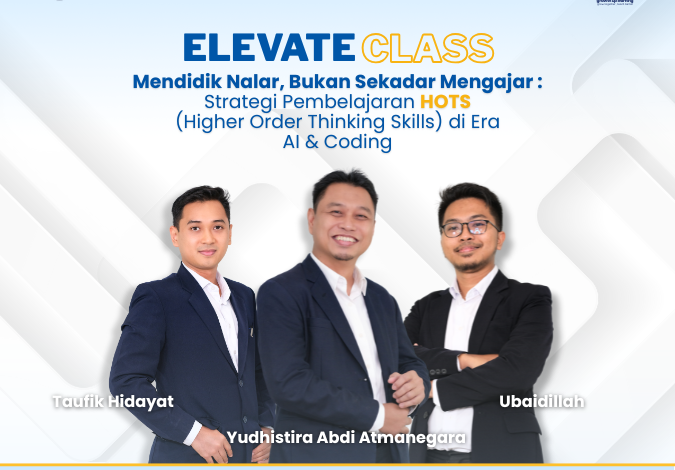 ELEVATE CLASS
Mendidik Nalar, Bukan Sekadar Mengajar :
Strategi Pembelajaran HOTS
(Higher Order Thinking Skills) di Era
AI & Coding
Taufik Hidayat
Ubaidillah
Yudhistira Abdi Atmanegara